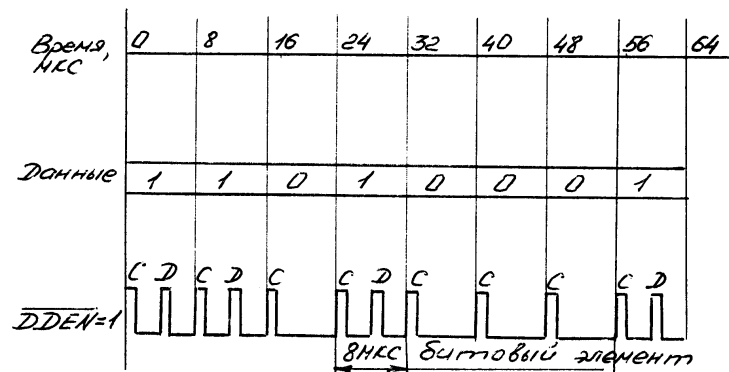 Время, мкс 0 8 16 24 32 40 48 56 64
Данные 1 1 0 1 0 0 0 1
C D C D C C D C C C C D
DDEN=1
8мкс битовый элемент